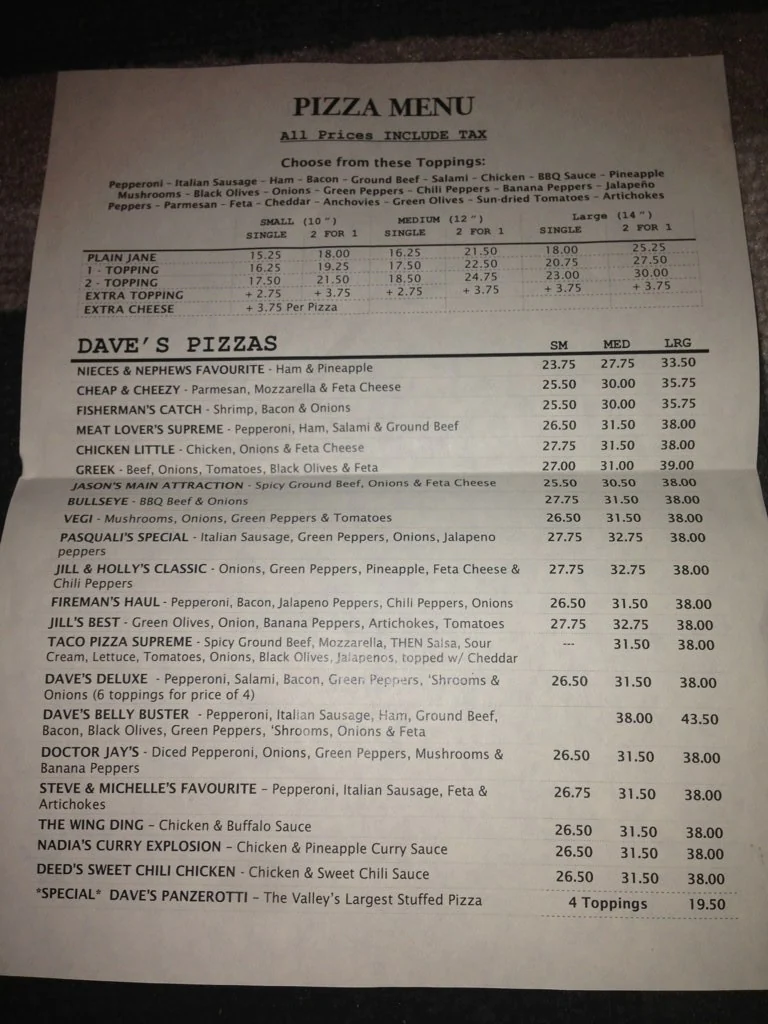 PIZZA MENU
All Prices INCLUDE TAX
Choose from these Toppings:
Pepperoni - Italian Sausage - Ham - Bacon - Ground Beef - Salami - Chicken - BBQ Sauce - Pineapple
Mushrooms - Black Olives - Onions - Green Peppers - Chili Peppers - Banana Peppers - Jalapeño
Peppers - Parmesan - Feta - Cheddar - Anchovies - Green Olives - Sun-dried Tomatoes - Artichokes
SMALL (10") MEDIUM (12") Large (14")
SINGLE 2 FOR 1 SINGLE 2 FOR 1 SINGLE 2 FOR 1
PLAIN JANE 15.25 18.00 16.25 21.50 18.00 25.25
1 - TOPPING 16.25 19.25 17.50 22.50 20.75 27.50
2 - TOPPING 17.50 21.50 18.50 24.75 23.00 30.00
EXTRA TOPPING + 2.75 + 3.75 + 2.75 + 3.75 + 3.75 + 3.75
EXTRA CHEESE + 3.75 Per Pizza
DAVE'S PIZZAS SM MED LRG
NIECES & NEPHEWS FAVOURITE - Ham & Pineapple 23.75 27.75 33.50
CHEAP & CHEEZY - Parmesan, Mozzarella & Feta Cheese 25.50 30.00 35.75
FISHERMAN'S CATCH - Shrimp, Bacon & Onions 25.50 30.00 35.75
MEAT LOVER'S SUPREME - Pepperoni, Ham, Salami & Ground Beef 26.50 31.50 38.00
CHICKEN LITTLE - Chicken, Onions & Feta Cheese 27.75 31.50 38.00
GREEK - Beef, Onions, Tomatoes, Black Olives & Feta 27.00 31.00 39.00
JASON'S MAIN ATTRACTION - Spicy Ground Beef, Onions & Feta Cheese 25.50 30.50 38.00
BULLSEYE - BBQ Beef & Onions 27.75 31.50 38.00
VEGI - Mushrooms, Onions, Green Peppers & Tomatoes 26.50 31.50 38.00
PASQUALI'S SPECIAL - Italian Sausage, Green Peppers, Onions, Jalapeno 27.75 32.75 38.00
peppers
JILL & HOLLY'S CLASSIC - Onions, Green Peppers, Pineapple, Feta Cheese & 27.75 32.75 38.00
Chili Peppers
FIREMAN'S HAUL - Pepperoni, Bacon, Jalapeno Peppers, Chili Peppers, Onions 26.50 31.50 38.00
JILL'S BEST - Green Olives, Onion, Banana Peppers, Artichokes, Tomatoes 27.75 32.75 38.00
TACO PIZZA SUPREME - Spicy Ground Beef, Mozzarella, THEN Salsa, Sour --- 31.50 38.00
Cream, Lettuce, Tomatoes, Onions, Black Olives, Jalapenos, topped w/ Cheddar
DAVE'S DELUXE - Pepperoni, Salami, Bacon, Green Peppers, 'Shrooms & 26.50 31.50 38.00
Onions (6 toppings for price of 4)
DAVE'S BELLY BUSTER - Pepperoni, Italian Sausage, Ham, Ground Beef, 38.00 43.50
Bacon, Black Olives, Green Peppers, 'Shrooms, Onions & Feta
DOCTOR JAY'S - Diced Pepperoni, Onions, Green Peppers, Mushrooms & 26.50 31.50 38.00
Banana Peppers
STEVE & MICHELLE'S FAVOURITE – Pepperoni, Italian Sausage, Feta & 26.75 31.50 38.00
Artichokes
THE WING DING – Chicken & Buffalo Sauce 26.50 31.50 38.00
NADIA'S CURRY EXPLOSION – Chicken & Pineapple Curry Sauce 26.50 31.50 38.00
DEED'S SWEET CHILI CHICKEN - Chicken & Sweet Chili Sauce 26.50 31.50 38.00
*SPECIAL* DAVE'S PANZEROTTI – The Valley's Largest Stuffed Pizza 4 Toppings 19.50